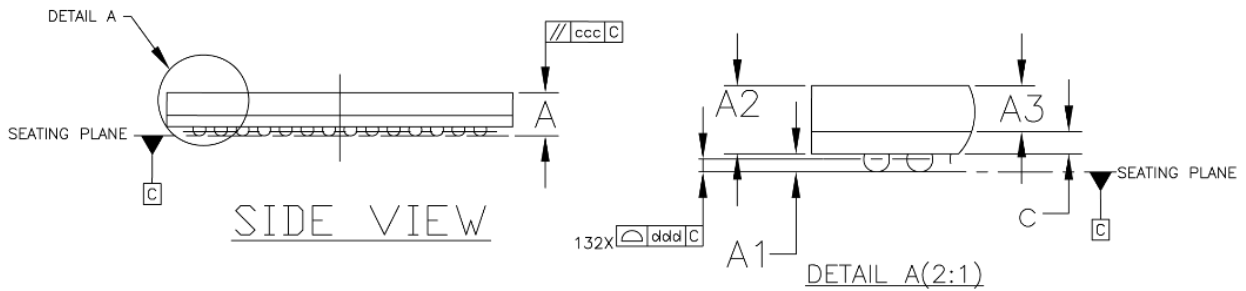 DETAIL A
// ccc C
A
SEATING PLANE
C
SIDE VIEW
A2
A3
SEATING PLANE
C
c
132X ⌓ ddd C
A1
DETAIL A(2:1)